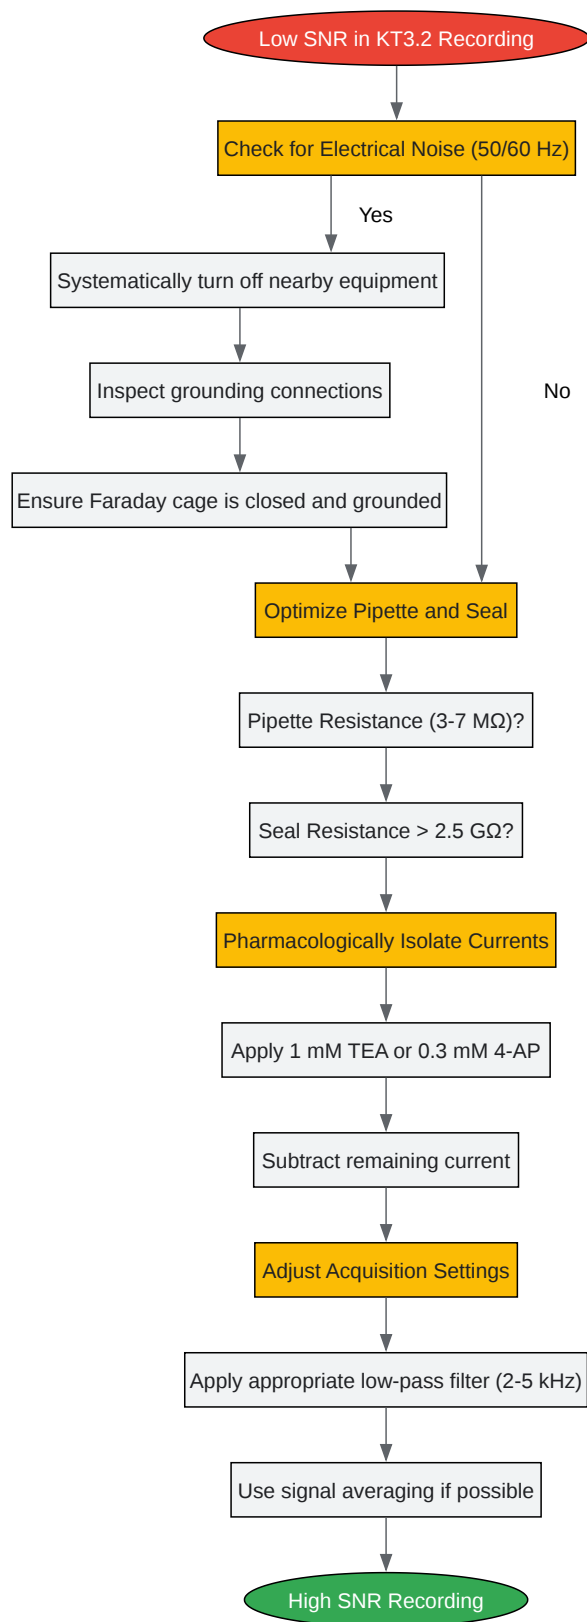 Low SNR in KT3.2 Recording
Check for Electrical Noise (50/60 Hz)
Yes
Systematically turn off nearby equipment
Inspect grounding connections
No
Ensure Faraday cage is closed and grounded
Optimize Pipette and Seal
Pipette Resistance (3-7 MΩ)?
Seal Resistance > 2.5 GΩ?
Pharmacologically Isolate Currents
Apply 1 mM TEA or 0.3 mM 4-AP
Subtract remaining current
Adjust Acquisition Settings
Apply appropriate low-pass filter (2-5 kHz)
Use signal averaging if possible
High SNR Recording